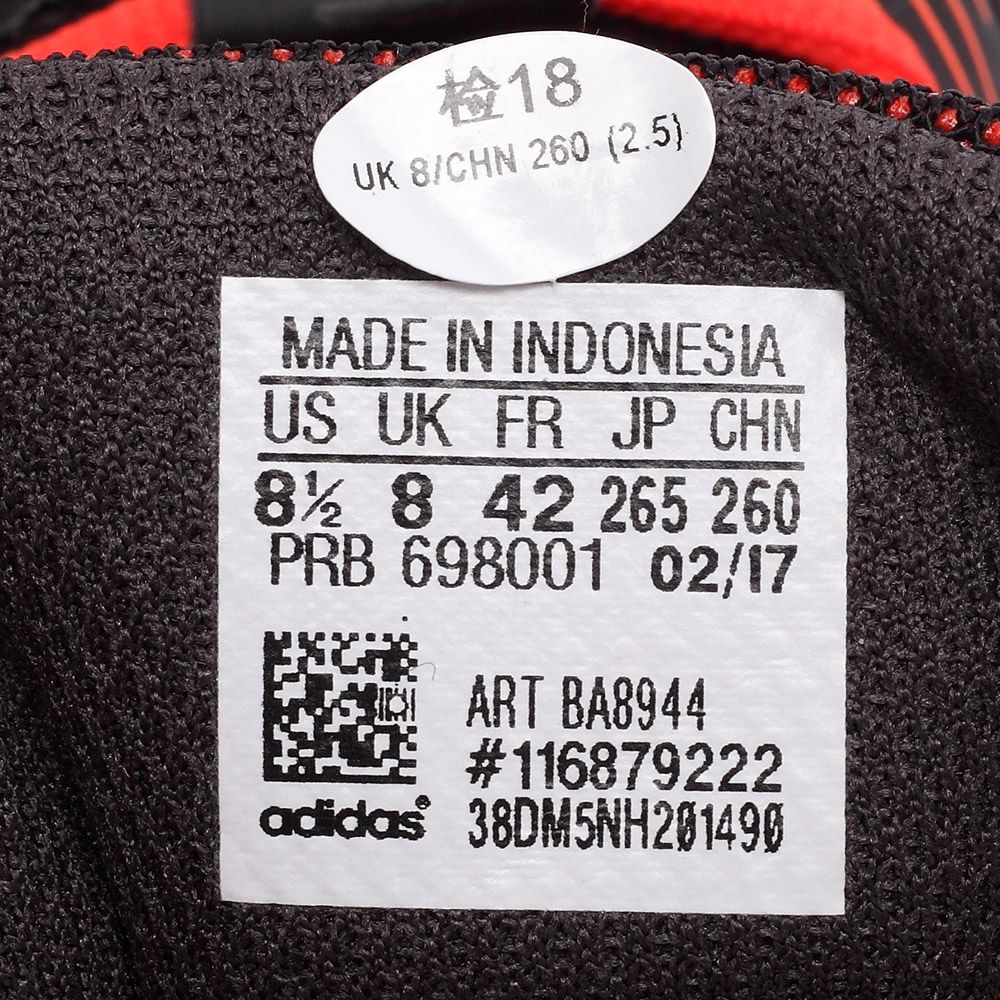 检18
UK 8/CHN 260 (2.5)
MADE IN INDONESIA
US UK FR JP CHN
8½ 8 42 265 260
PRB 698001 02/17
ART BA8944
#116879222
38DM5NH201490
adidas®